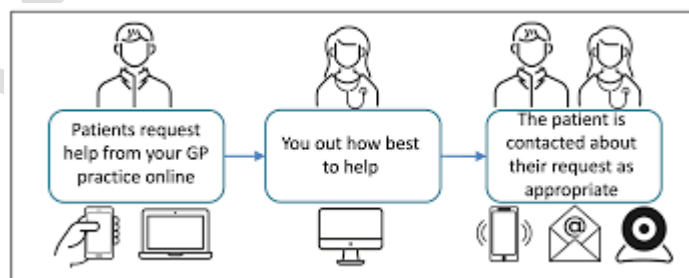 Patients request
help from your GP
practice online
You out how best
to help
The patient is
contacted about
their request as
appropriate
@